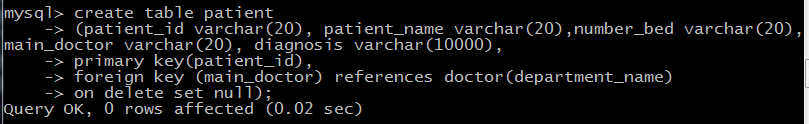 mysql> create table patient
    -> (patient_id varchar(20), patient_name varchar(20),number_bed varchar(20),
main_doctor varchar(20), diagnosis varchar(10000),
    -> primary key(patient_id),
    -> foreign key (main_doctor) references doctor(department_name)
    -> on delete set null);
Query OK, 0 rows affected (0.02 sec)